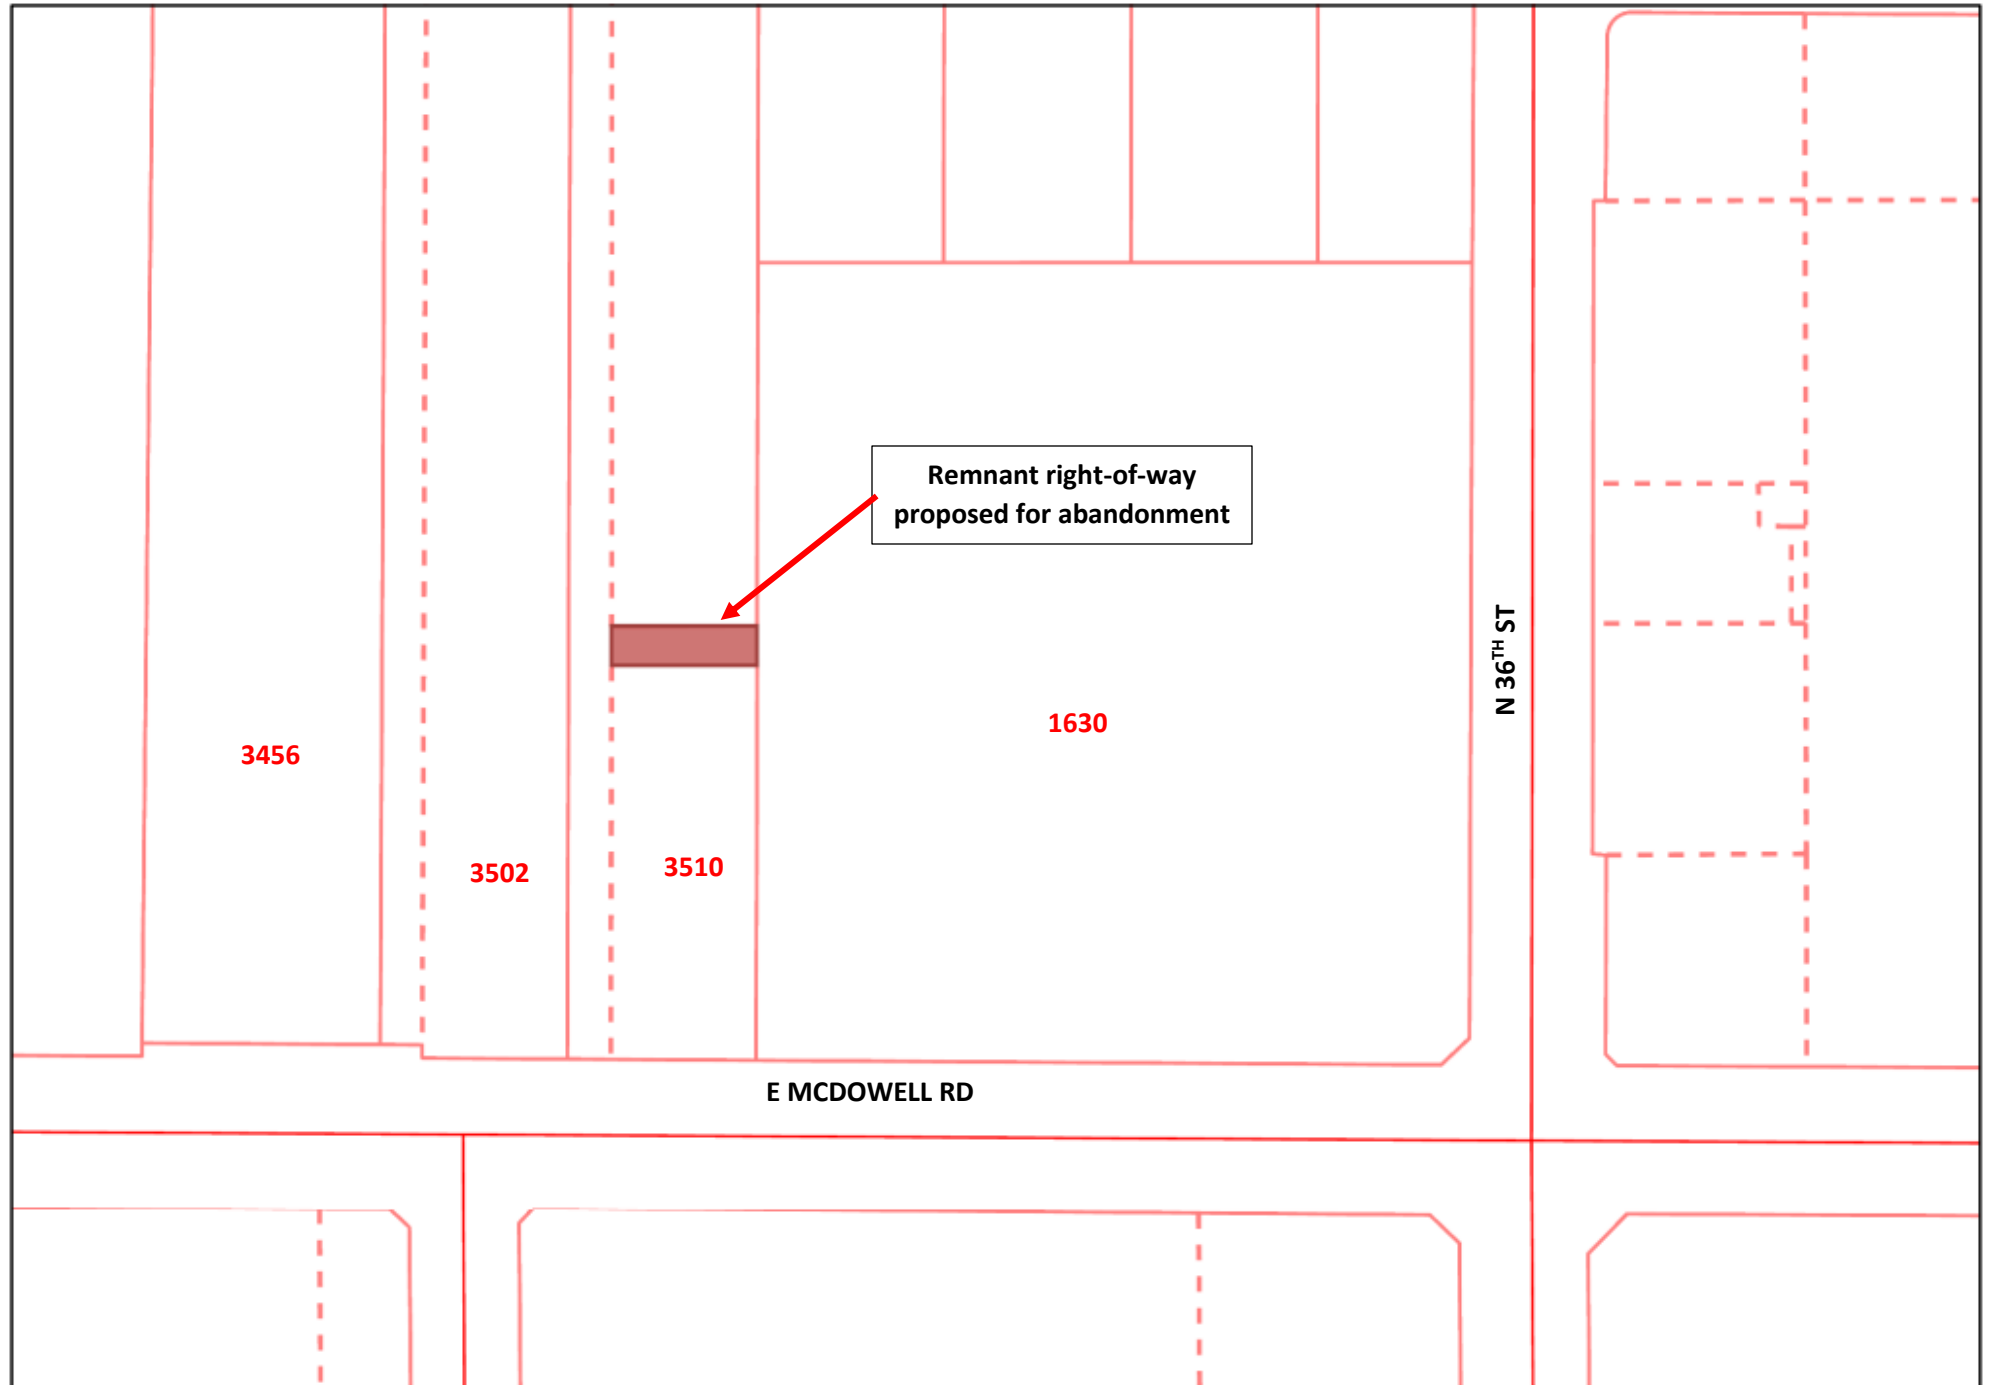 Remnant right-of-way
proposed for abandonment
N 36TH ST
1630
3456
3502
3510
E MCDOWELL RD